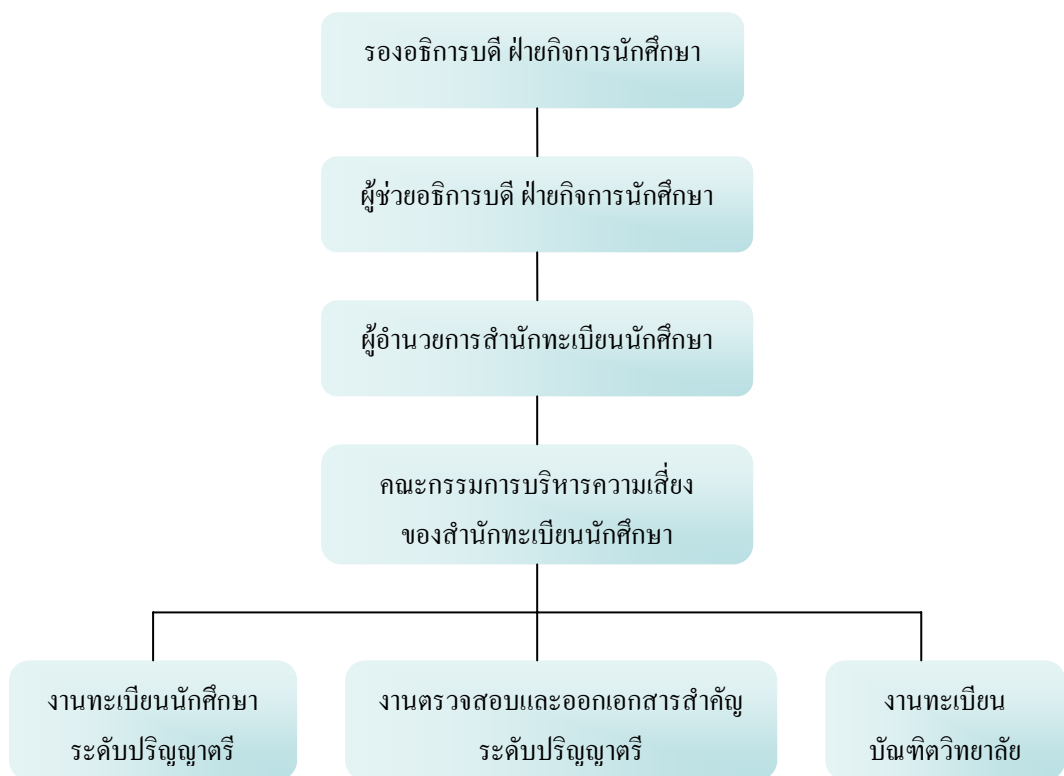 รองอธิการบดี ฝ่ายกิจการนักศึกษา
ผู้ช่วยอธิการบดี ฝ่ายกิจการนักศึกษา
ผู้อำนวยการสำนักทะเบียนนักศึกษา
คณะกรรมการบริหารความเสี่ยง
ของสำนักทะเบียนนักศึกษา
งานทะเบียนนักศึกษา
ระดับปริญญาตรี
งานตรวจสอบและออกเอกสารสำคัญ
ระดับปริญญาตรี
งานทะเบียน
บัณฑิตวิทยาลัย